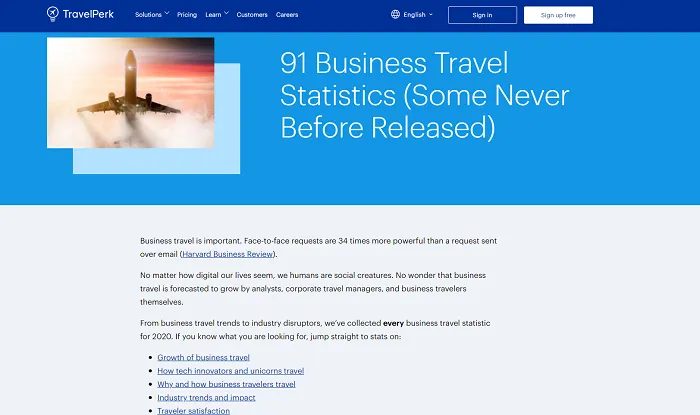 TravelPerk
Solutions
Pricing
Learn
Customers
Careers
English
Sign in
Sign up free
91 Business Travel
Statistics (Some Never
Before Released)
Business travel is important. Face-to-face requests are 34 times more powerful than a request sent
over email (Harvard Business Review).
No matter how digital our lives seem, we humans are social creatures. No wonder that business
travel is forecasted to grow by analysts, corporate travel managers, and business travelers
themselves.
From business travel trends to industry disruptors, we've collected every business travel statistic
for 2020. If you know what you are looking for, jump straight to stats on:
Growth of business travel
How tech innovators and unicorns travel
Why and how business travelers travel
Industry trends and impact
Traveler satisfaction